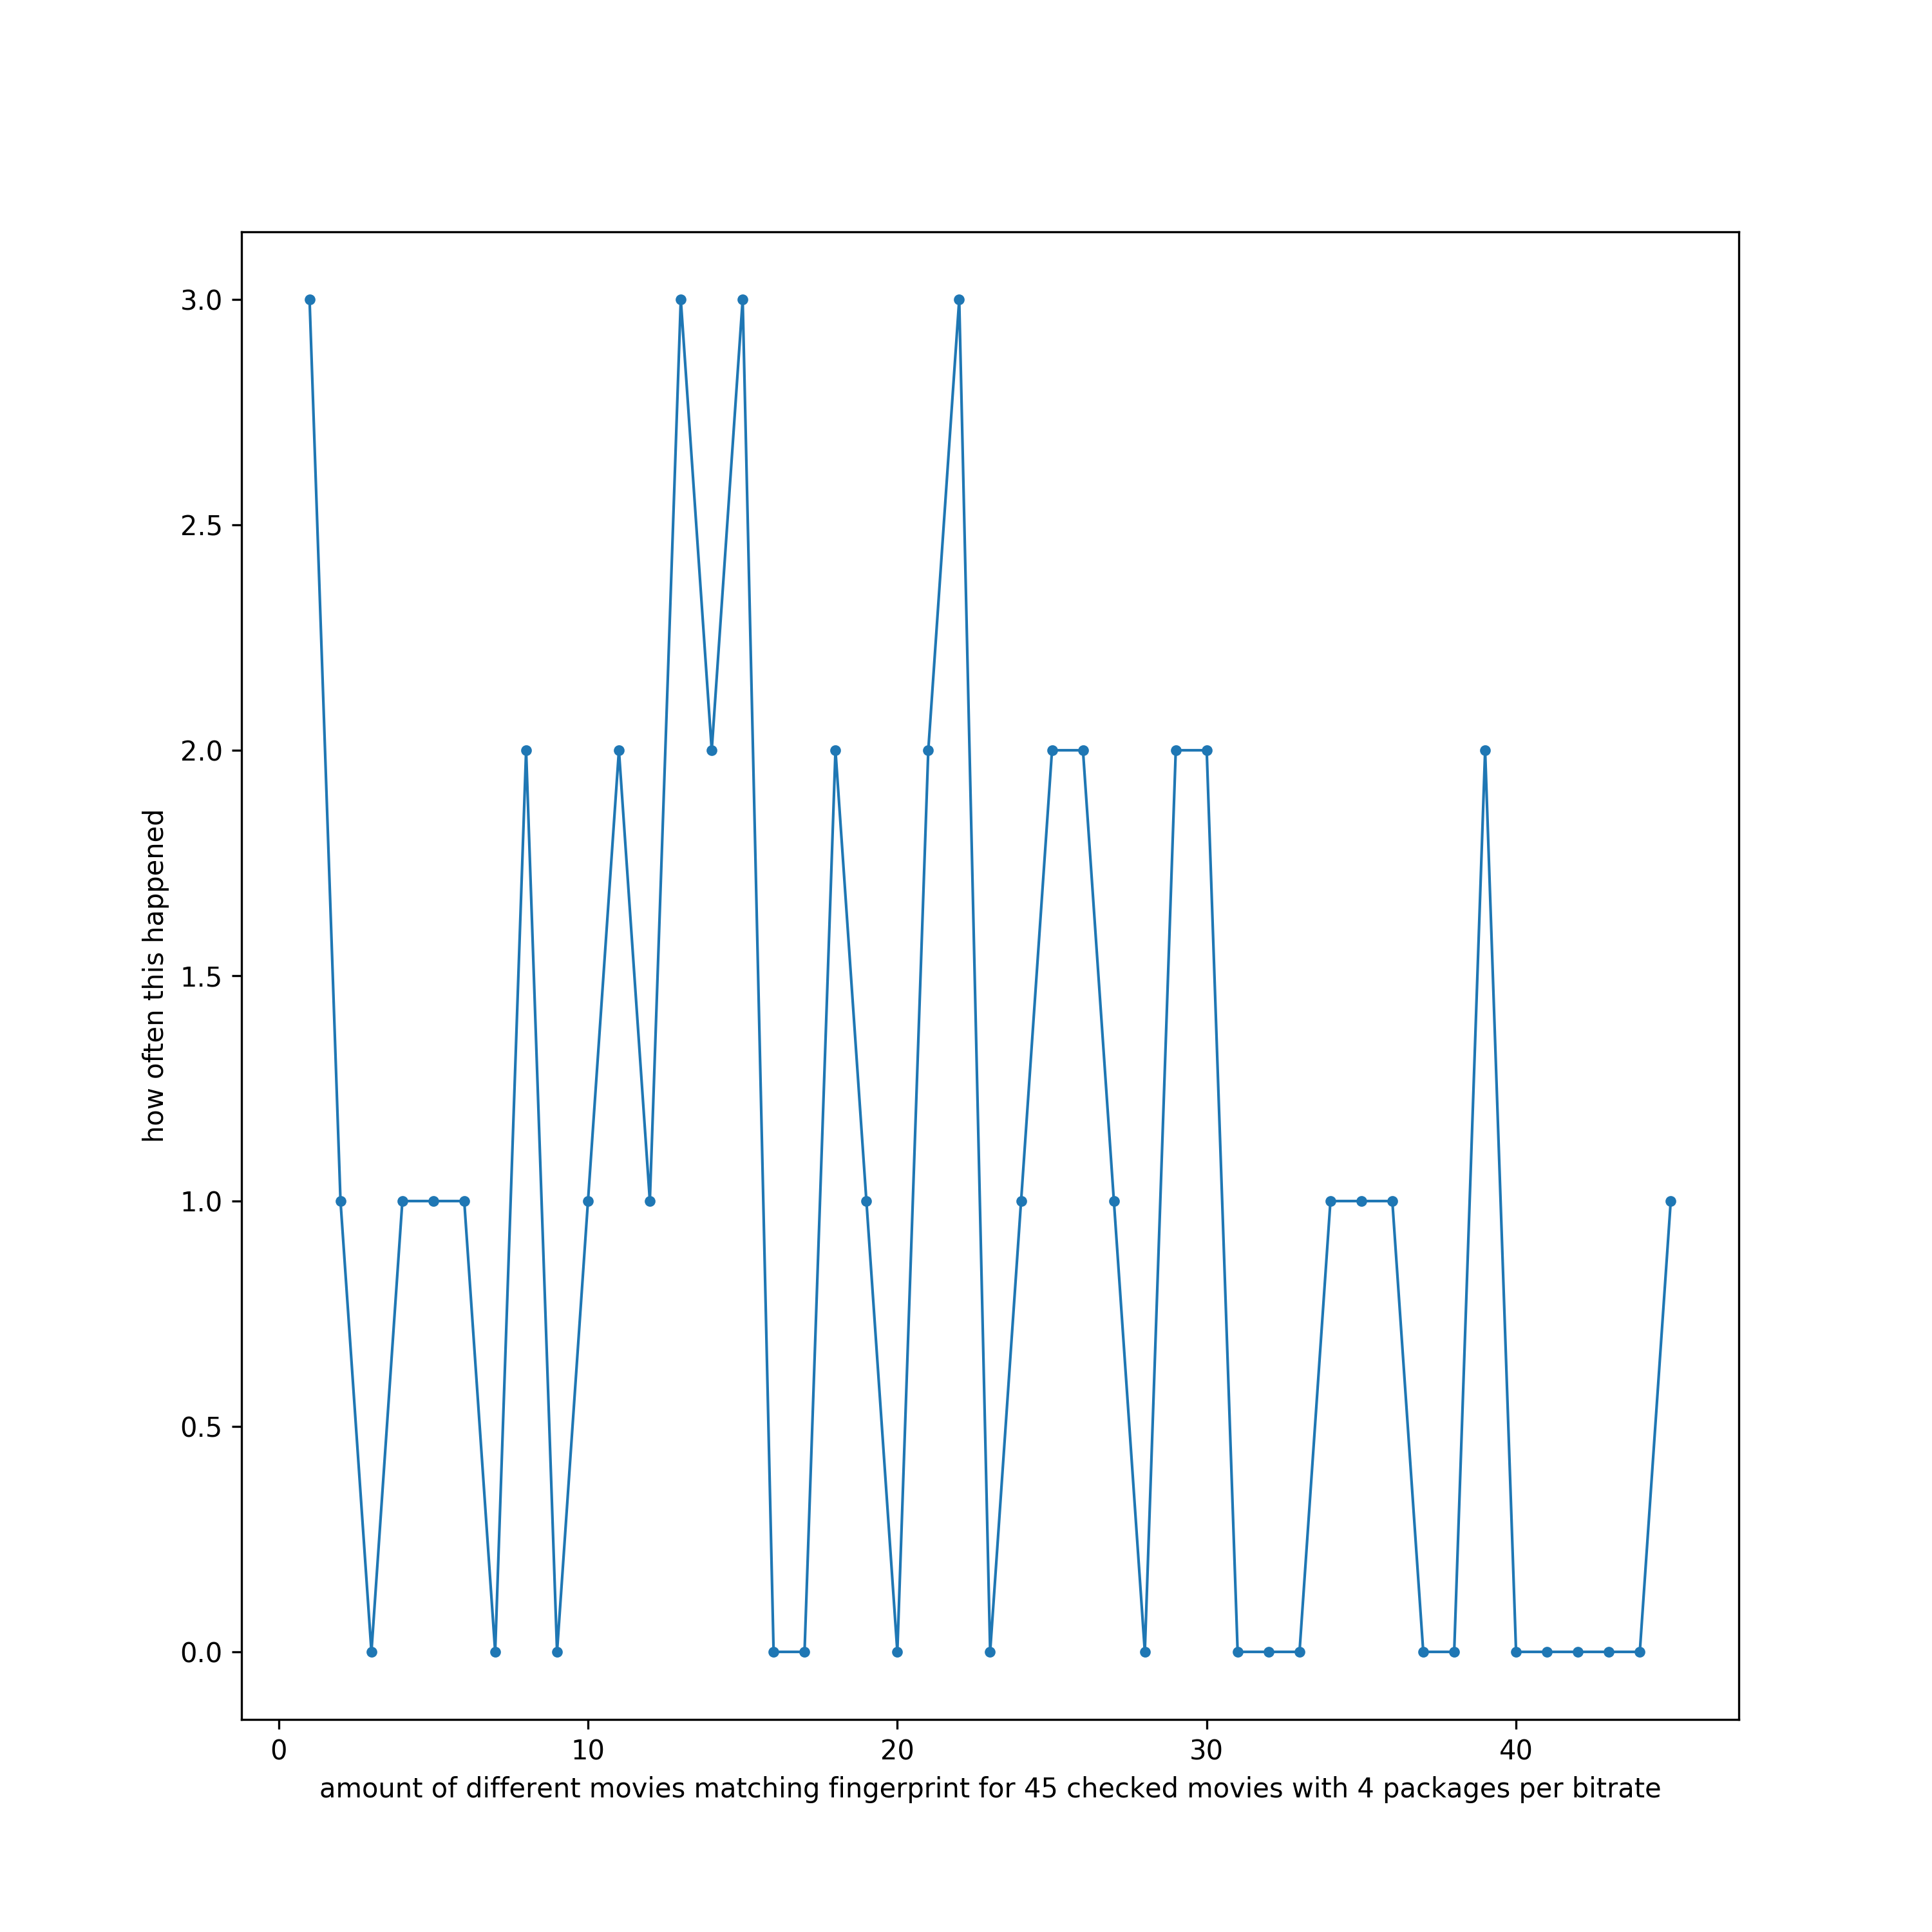 3.0
2.5
2.0
1.5
1.0
0.5
0.0
how often this happened
0 10 20 30 40
amount of different movies matching fingerprint for 45 checked movies with 4 packages per bitrate